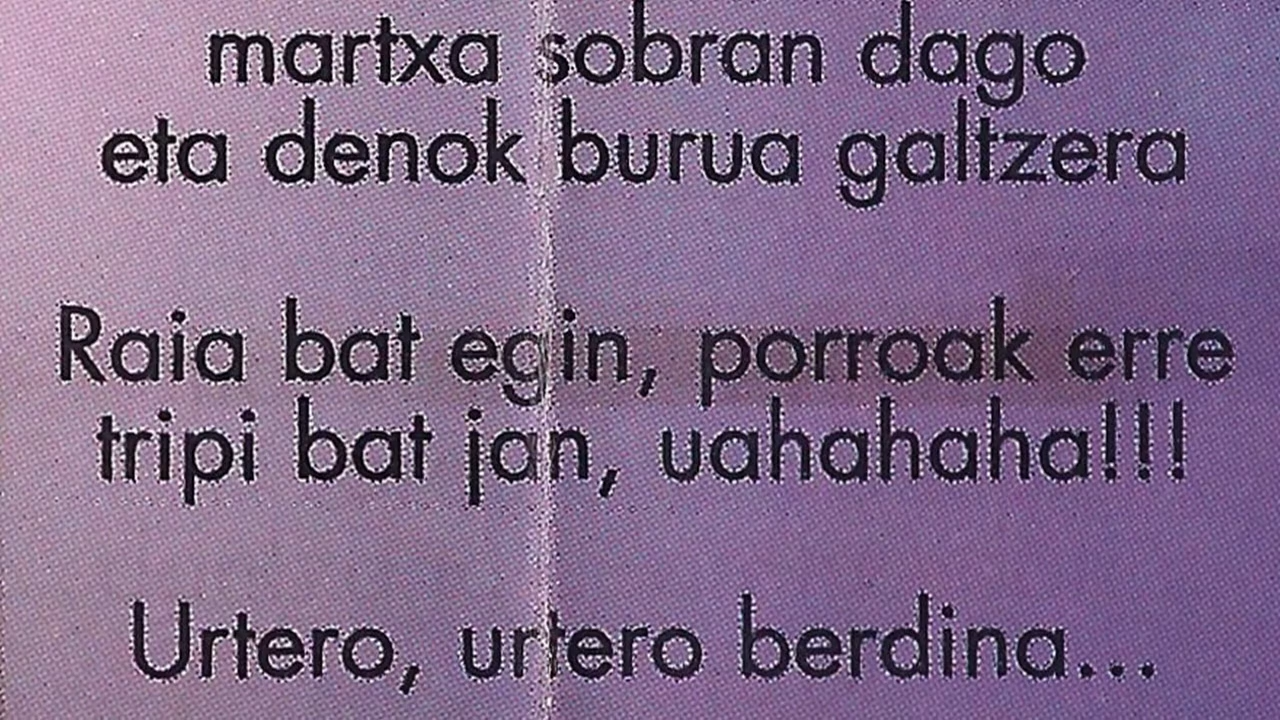 martxa sobran dago
eta denok burua galtzera
Raia bat egin, porroak erre
tripi bat jan, uahahaha!!!
Urtero, urtero berdina...